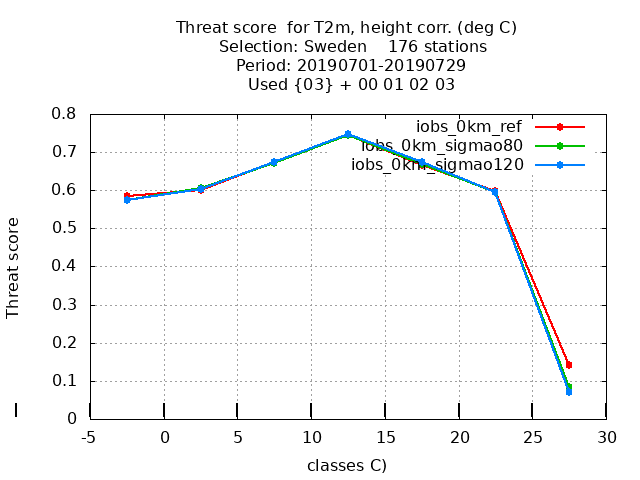 Threat score  for T2m, height corr. (deg C)
Selection: Sweden    176 stations
Period: 20190701-20190729
Used {03} + 00 01 02 03
iobs_0km_ref
iobs_0km_sigmao80
iobs_0km_sigmao120
Threat score
0.8
0.7
0.6
0.5
0.4
0.3
0.2
0.1
0
-5 0 5 10 15 20 25 30
classes C)